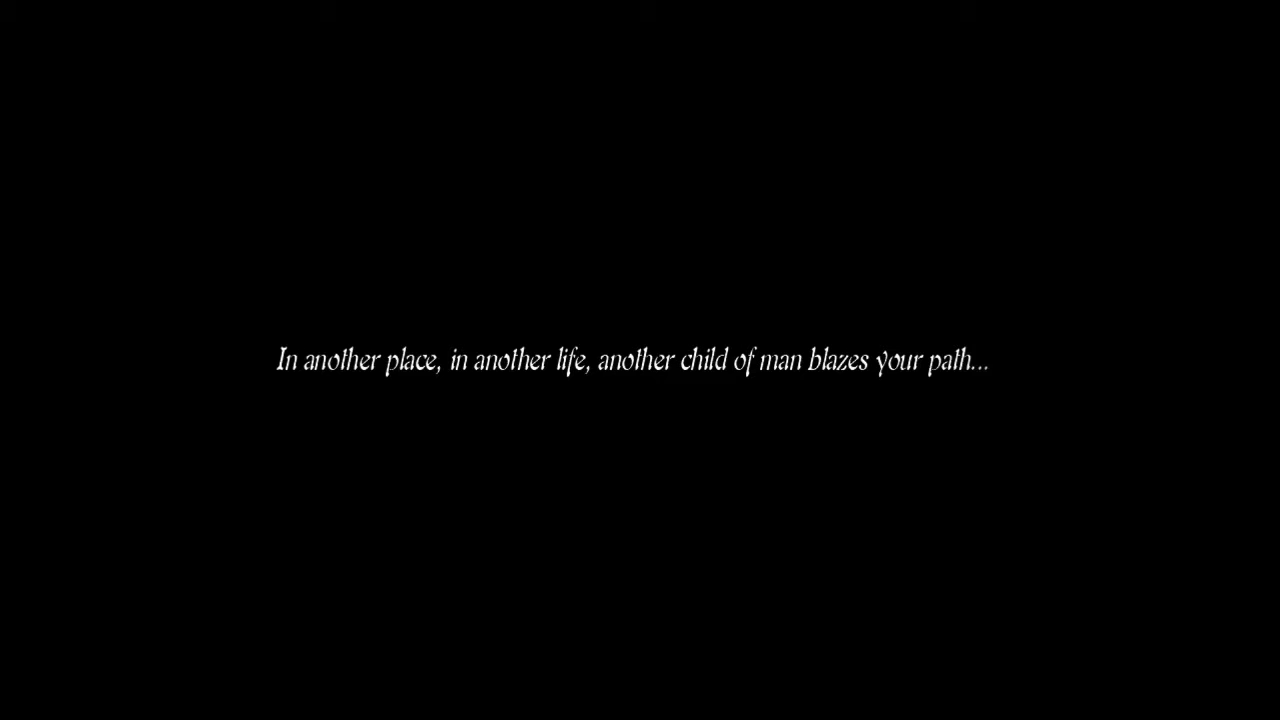 In another place, in another life, another child of man blazes your path...